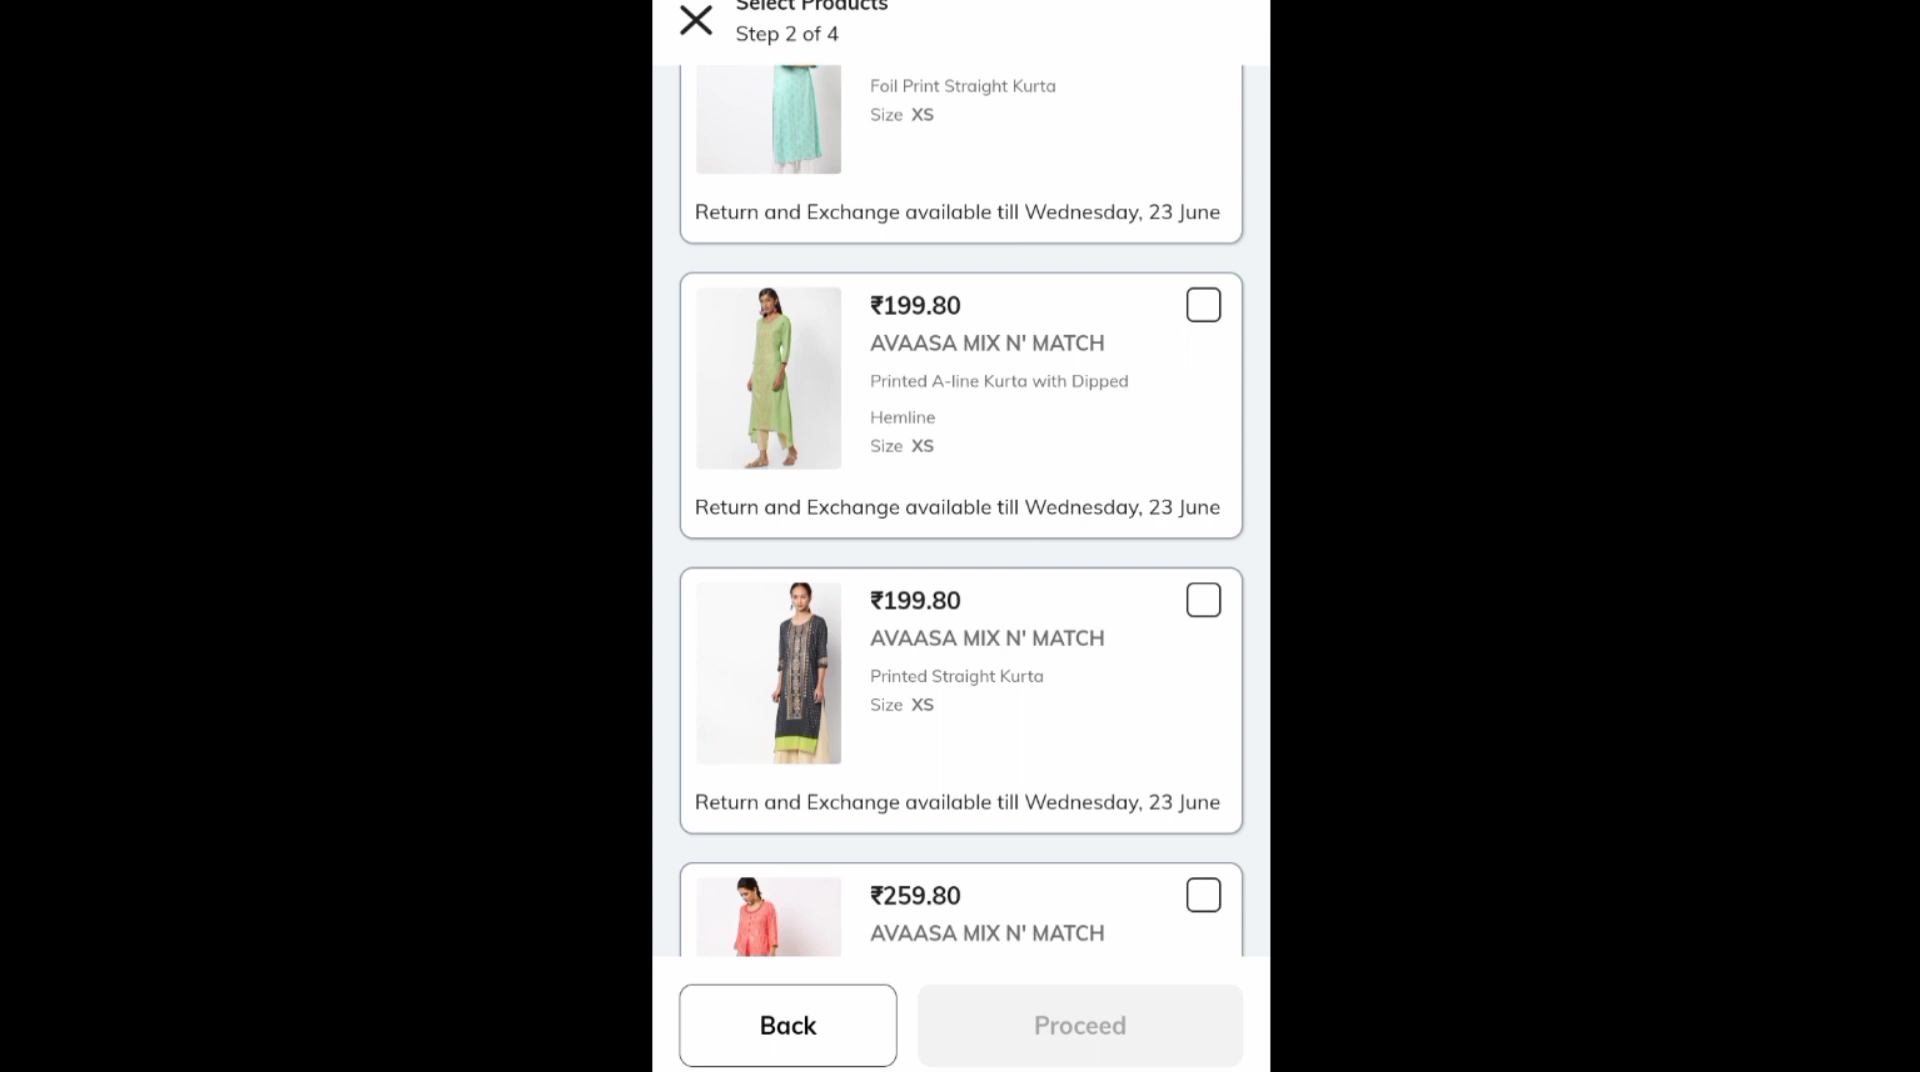 Select Products
Step 2 of 4
Foil Print Straight Kurta
Size XS
Return and Exchange available till Wednesday, 23 June
₹199.80
AVAASA MIX N' MATCH
Printed A-line Kurta with Dipped
Hemline
Size XS
Return and Exchange available till Wednesday, 23 June
₹199.80
AVAASA MIX N' MATCH
Printed Straight Kurta
Size XS
Return and Exchange available till Wednesday, 23 June
₹259.80
AVAASA MIX N' MATCH
Back
Proceed